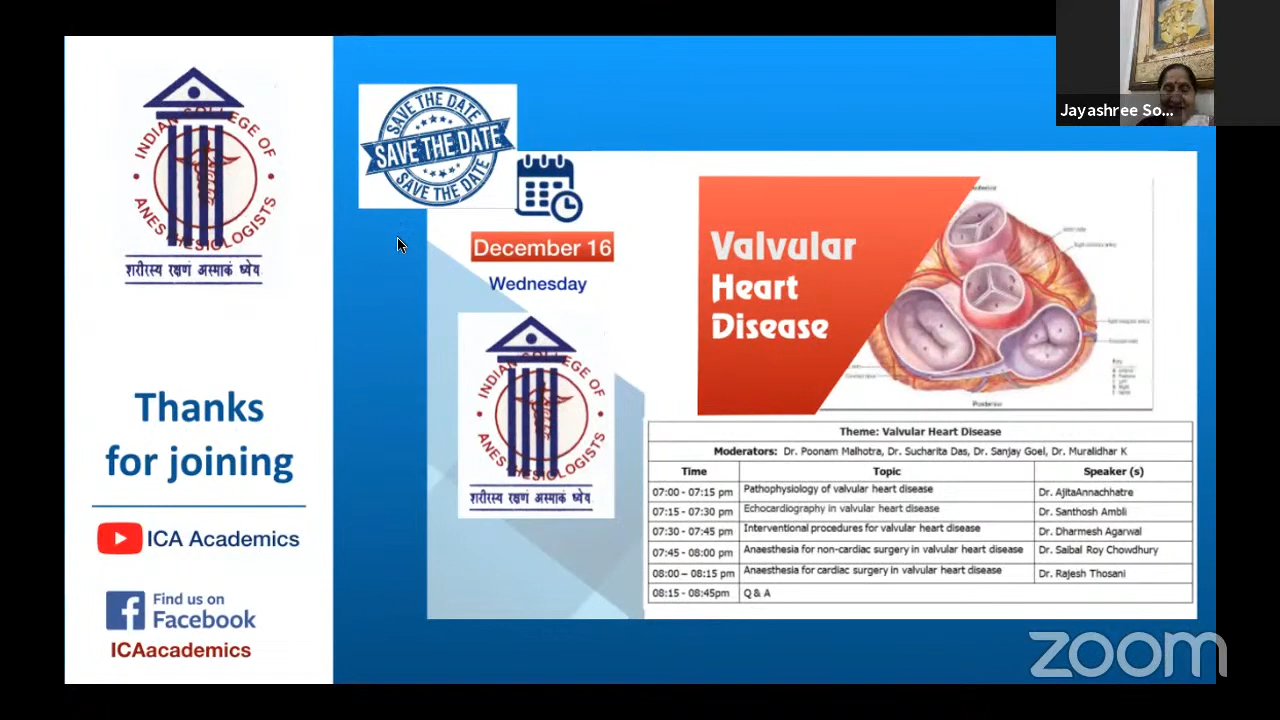 Jayashree So...
INDIAN COLLEGE OF
ANESTHESIOLOGISTS
शरीरस्य रक्षणं अस्माकं ध्येय
Thanks
for joining
ICA Academics
Find us on
Facebook
ICAacademics
SAVE THE DATE
SAVE THE DATE
SAVE THE DATE
December 16
Wednesday
INDIAN COLLEGE OF
ANESTHESIOLOGISTS
शरीरस्य रक्षणं अस्माकं ध्येय
Valvular
Heart
Disease
Posterior
Theme: Valvular Heart Disease
Moderators: Dr. Poonam Malhotra, Dr. Sucharita Das, Dr. Sanjay Goel, Dr. Muralidhar K
Time Topic Speaker (s)
07:00 - 07:15 pm Pathophysiology of valvular heart disease Dr. AjitaAnnachhatre
07:15 - 07:30 pm Echocardiography in valvular heart disease Dr. Santhosh Ambli
07:30 - 07:45 pm Interventional procedures for valvular heart disease Dr. Dharmesh Agarwal
07:45 - 08:00 pm Anaesthesia for non-cardiac surgery in valvular heart disease Dr. Saibal Roy Chowdhury
08:00 – 08:15 pm Anaesthesia for cardiac surgery in valvular heart disease Dr. Rajesh Thosani
08:15 - 08:45pm Q & A
zoom